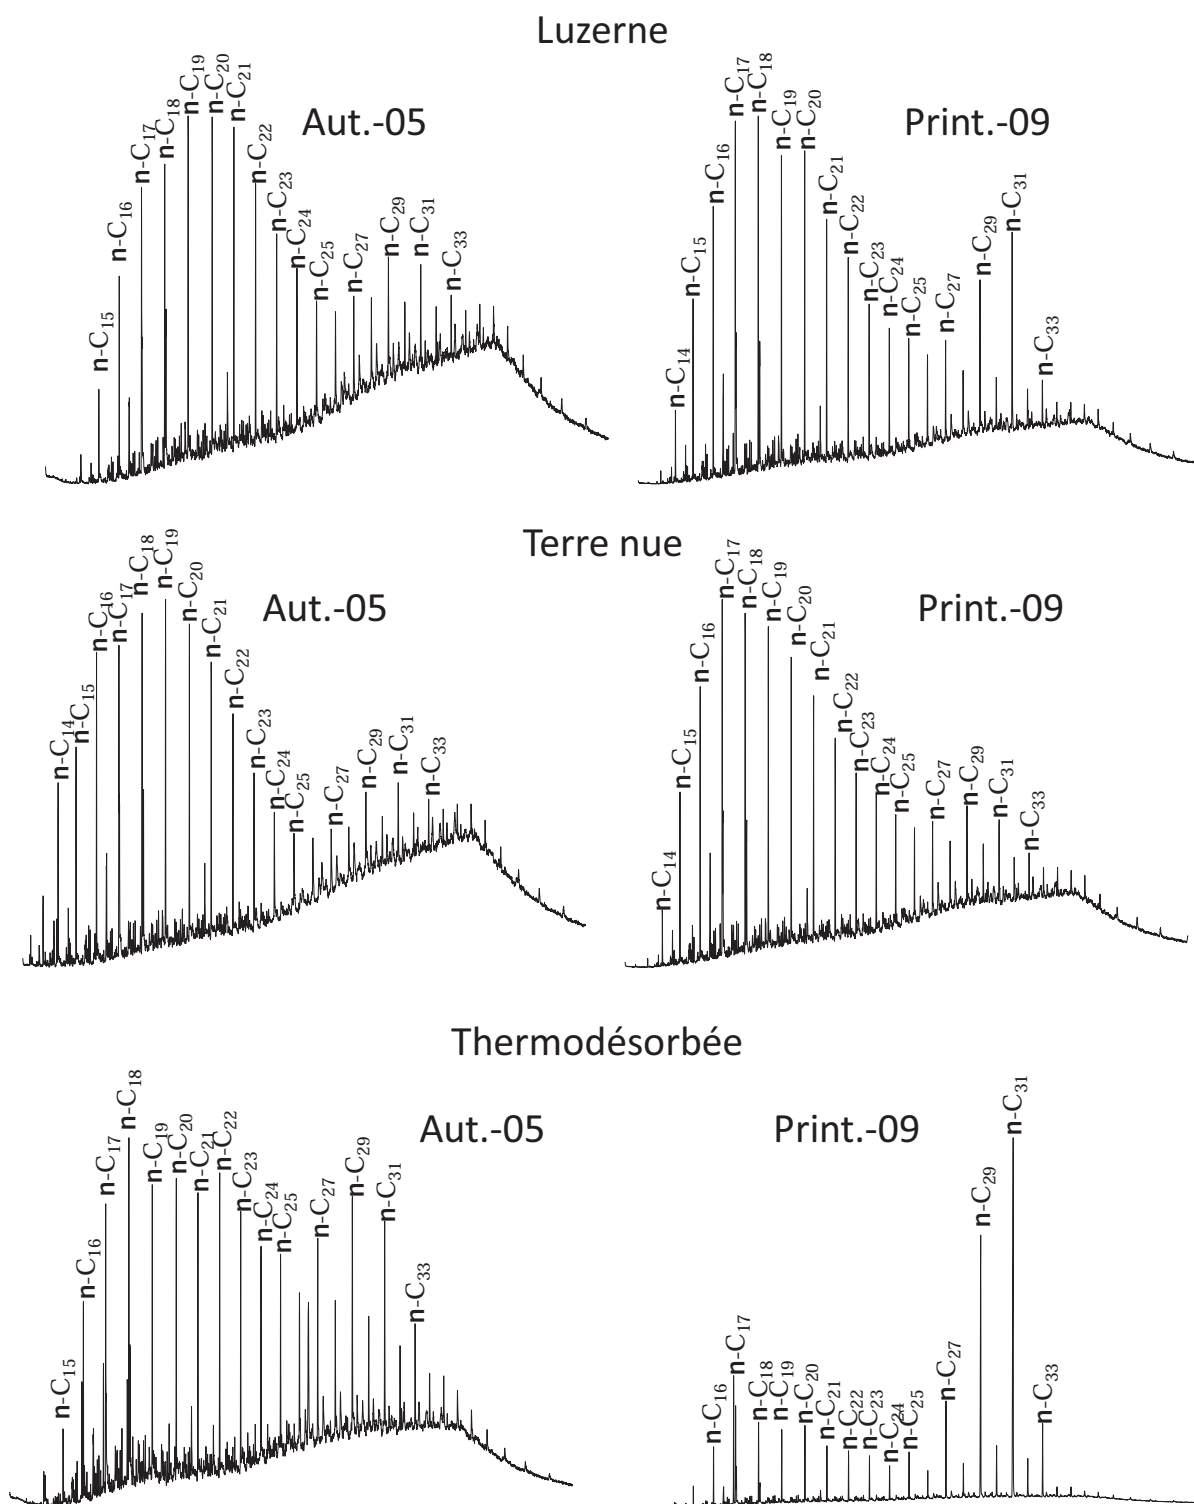 Luzerne
Aut.-05
n-C15
n-C16
n-C17
n-C18
n-C19
n-C20
n-C21
n-C22
n-C23
n-C24
n-C25
n-C27
n-C29
n-C31
n-C33
Print.-09
n-C14
n-C15
n-C16
n-C17
n-C18
n-C19
n-C20
n-C21
n-C22
n-C23
n-C24
n-C25
n-C27
n-C29
n-C31
n-C33
Terre nue
Aut.-05
n-C14
n-C15
n-C16
n-C17
n-C18
n-C19
n-C20
n-C21
n-C22
n-C23
n-C24
n-C25
n-C27
n-C29
n-C31
n-C33
Print.-09
n-C14
n-C15
n-C16
n-C17
n-C18
n-C19
n-C20
n-C21
n-C22
n-C23
n-C24
n-C25
n-C27
n-C29
n-C31
n-C33
Thermodésorbée
Aut.-05
n-C15
n-C16
n-C17
n-C18
n-C19
n-C20
n-C21
n-C22
n-C23
n-C24
n-C25
n-C27
n-C29
n-C31
n-C33
Print.-09
n-C16
n-C17
n-C18
n-C19
n-C20
n-C21
n-C22
n-C23
n-C24
n-C25
n-C27
n-C29
n-C31
n-C33